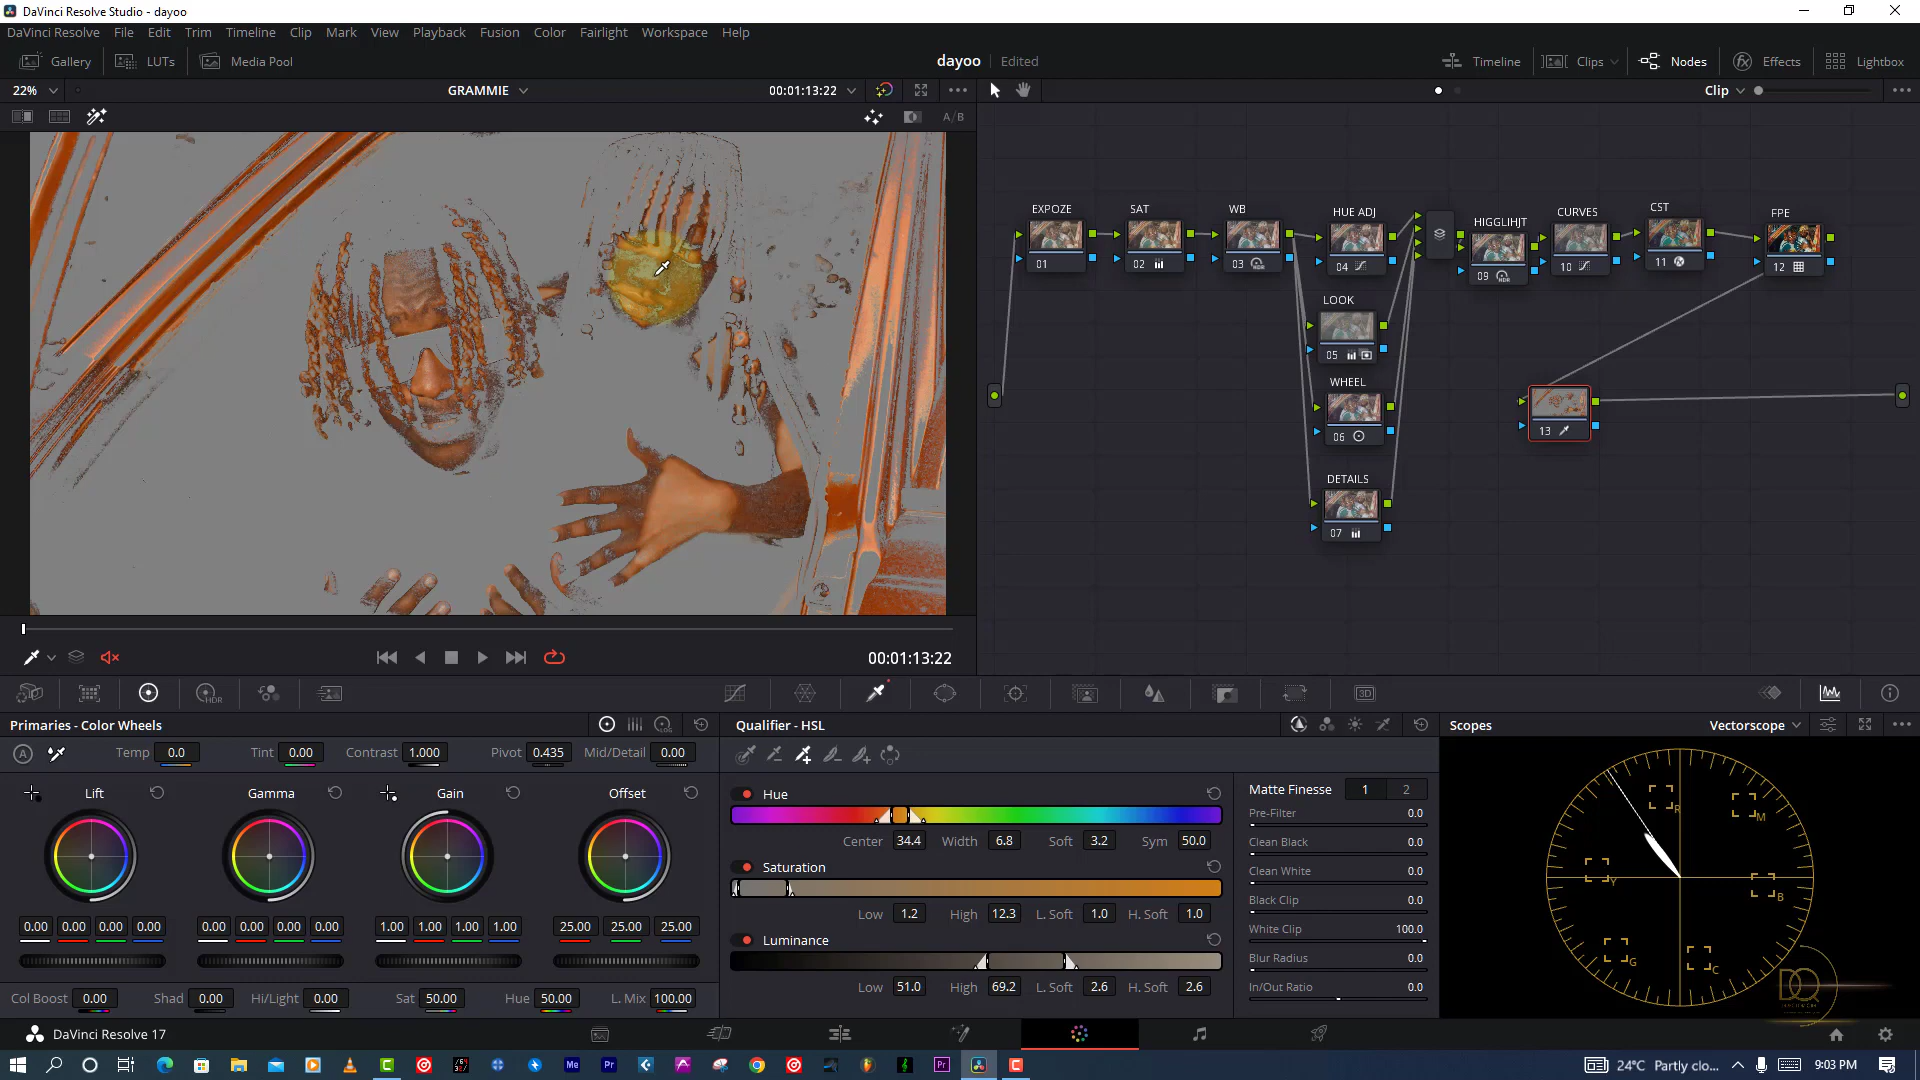 DaVinci Resolve Studio - dayoo
DaVinci Resolve File Edit Trim Timeline Clip Mark View Playback Fusion Color Fairlight Workspace Help
Gallery LUTs Media Pool dayoo Edited Timeline Clips Nodes Effects Lightbox
22% GRAMMIE 00:01:13:22 Clip
A/B
EXPOZE SAT WB HUE ADJ HIGGLIHJT CURVES CST FPE
01 02 03 04 09 10 11 12
LOOK
05
WHEEL
06
13
DETAILS
07
00:01:13:22
3D
Primaries - Color Wheels Qualifier - HSL Scopes Vectorscope
A Temp 0.0 Tint 0.00 Contrast 1.000 Pivot 0.435 Mid/Detail 0.00
Lift Gamma Gain Offset
0.00 0.00 0.00 0.00 0.00 0.00 0.00 0.00 1.00 1.00 1.00 1.00 25.00 25.00 25.00
Col Boost 0.00 Shad 0.00 Hi/Light 0.00 Sat 50.00 Hue 50.00 L. Mix 100.00
Hue
Center 34.4 Width 6.8 Soft 3.2 Sym 50.0
Saturation
Low 1.2 High 12.3 L. Soft 1.0 H. Soft 1.0
Luminance
Low 51.0 High 69.2 L. Soft 2.6 H. Soft 2.6
Matte Finesse 1 2
Pre-Filter 0.0
Clean Black 0.0
Clean White 0.0
Black Clip 0.0
White Clip 100.0
Blur Radius 0.0
In/Out Ratio 0.0
R M
Y B
G C
DQ
DaVinci Resolve 17
24°C Partly clo... 9:03 PM